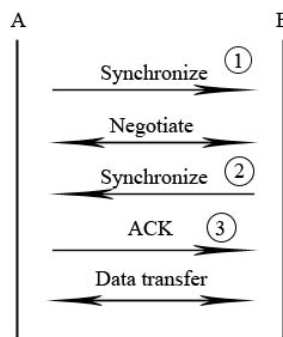 A B
Synchronize ①
Negotiate
Synchronize ②
ACK ③
Data transfer